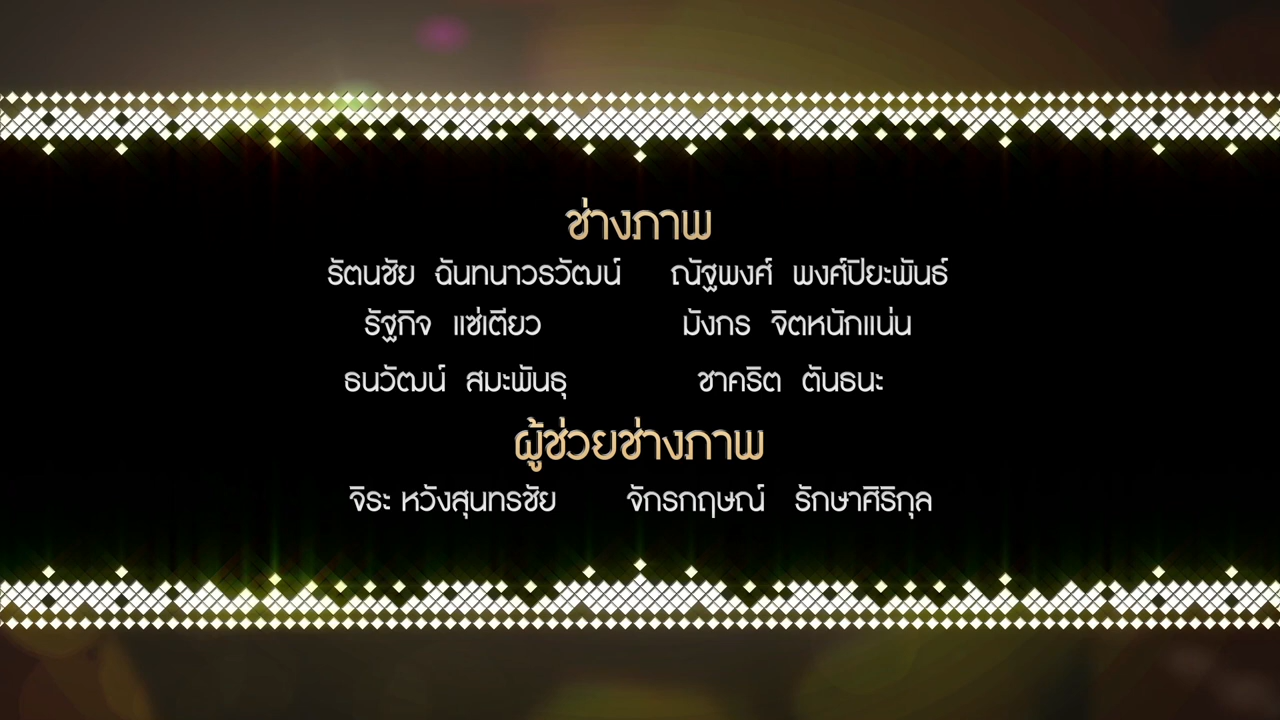 ช่างภาพ
รัตนชัย ฉันทนาวรวัฒน์ ณัฐพงศ์ พงศ์ปิยะพันธ์
รัฐกิจ แซ่เตียว มังกร จิตหนักแน่น
ธนวัฒน์ สมะพันธุ ชาคริต ตันธนะ
ผู้ช่วยช่างภาพ
จิระ หวังสุนทรชัย จักรกฤษณ์ รักษาศิริกุล